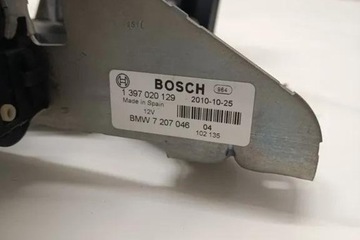 BOSCH 984
1 397 020 129 2010-10-25
Made in Spain
12V
BMW 7 207 046 04
102 135